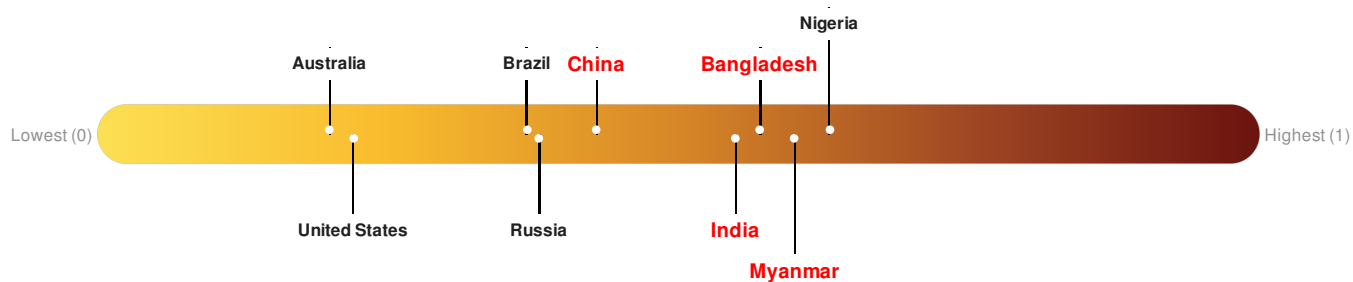 Nigeria
Australia
Brazil
China
Bangladesh
Lowest (0)
Highest (1)
United States
Russia
India
Myanmar